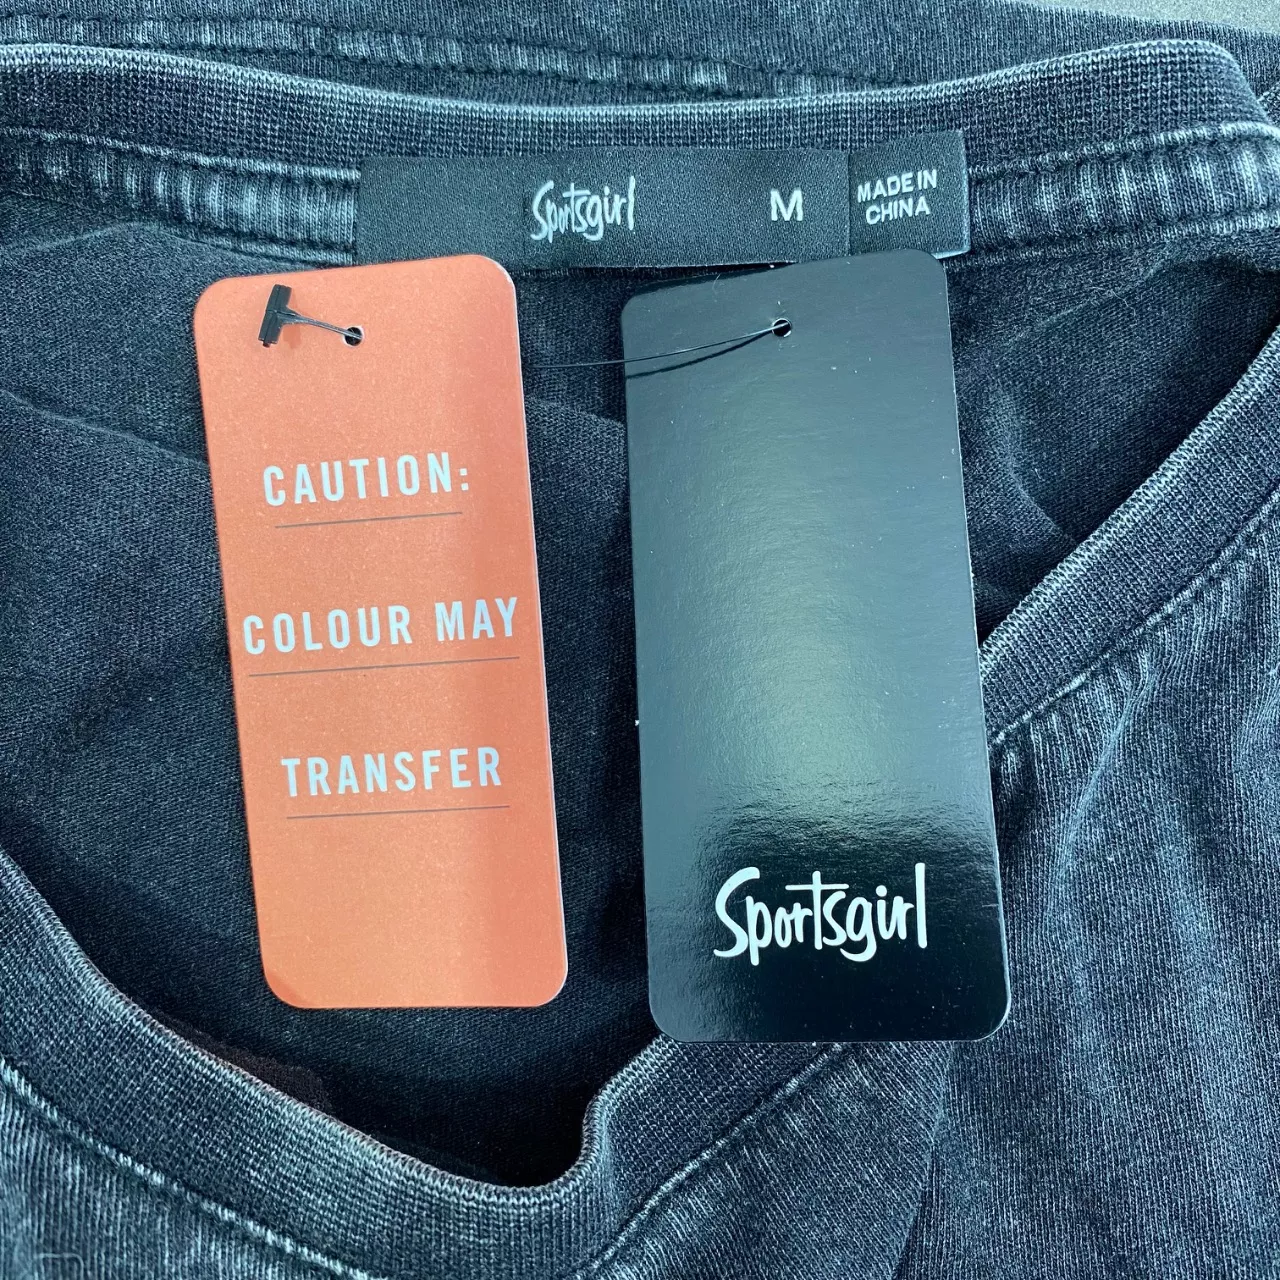 Sportsgirl M
MADE IN
CHINA
CAUTION:
COLOUR MAY
TRANSFER
Sportsgirl